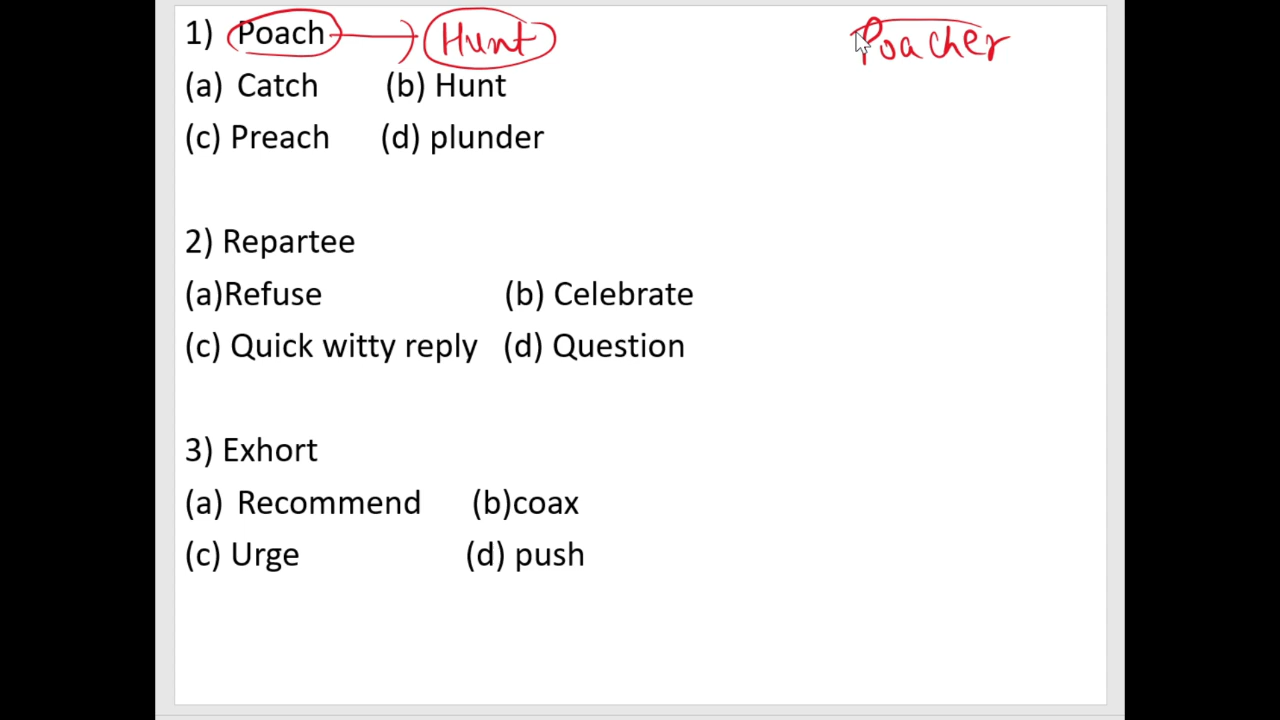 1) Poach Hunt Poacher
(a) Catch (b) Hunt
(c) Preach (d) plunder
2) Repartee
(a)Refuse (b) Celebrate
(c) Quick witty reply (d) Question
3) Exhort
(a) Recommend (b)coax
(c) Urge (d) push